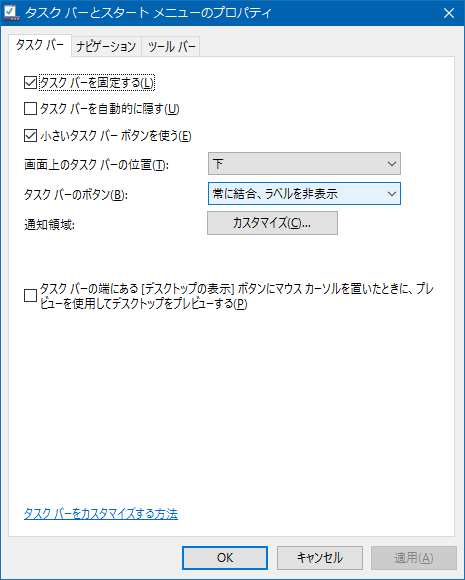 タスク バーとスタート メニューのプロパティ
タスク バー ナビゲーション ツール バー
タスク バーを固定する(L)
タスク バーを自動的に隠す(U)
小さいタスク バー ボタンを使う(E)
画面上のタスク バーの位置(T): 下
タスク バーのボタン(B): 常に結合、ラベルを非表示
通知領域: カスタマイズ(C)...
タスク バーの端にある [デスクトップの表示] ボタンにマウス カーソルを置いたときに、プレ
ビューを使用してデスクトップをプレビューする(P)
タスク バーをカスタマイズする方法
OK キャンセル 適用(A)